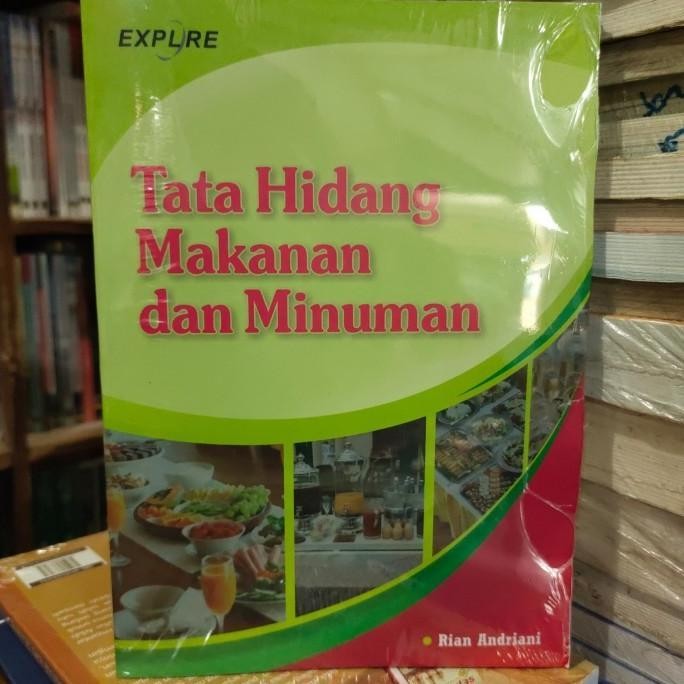 EXPLORE
Tata Hidang
Makanan
dan Minuman
Rian Andriani